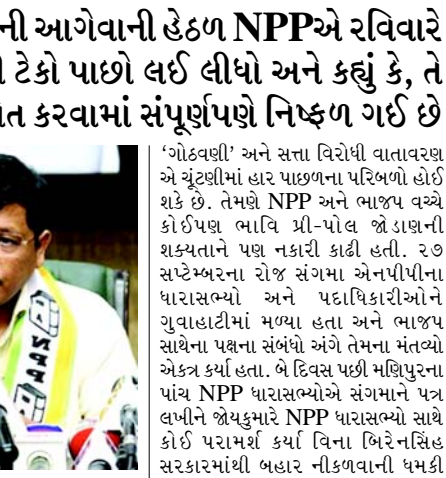 ની આગેવાની હેઠળ NPPએ રવિવારે
ટેકો પાછો લઈ લીધો અને કહ્યું કે, તે
ત કરવામાં સંપૂર્ણપણે નિષ્ફળ ગઈ છે
‘ગોઠવણી’ અને સત્તા વિરોધી વાતાવરણ
એ ચૂંટણીમાં હાર પાછળના પરિબળો હોઈ
શકે છે. તેમણે NPP અને ભાજપ વચ્ચે
કોઈપણ ભાવિ પ્રી-પોલ જોડાણની
શક્યતાને પણ નકારી કાઢી હતી. ૨૭
સપ્ટેમ્બરના રોજ સંગમા એનપીપીના
ધારાસભ્યો અને પદાધિકારીઓને
ગુવાહાટીમાં મળ્યા હતા અને ભાજપ
સાથેના પક્ષના સંબંધો અંગે તેમના મંતવ્યો
એકત્ર કર્યા હતા. બે દિવસ પછી મણિપુરના
પાંચ NPP ધારાસભ્યોએ સંગમાને પત્ર
લખીને જોયકુમારે NPP ધારાસભ્યો સાથે
કોઈ પરામર્શ કર્યા વિના બિરેનસિંહ
સરકારમાંથી બહાર નીકળવાની ધમકી
NPP